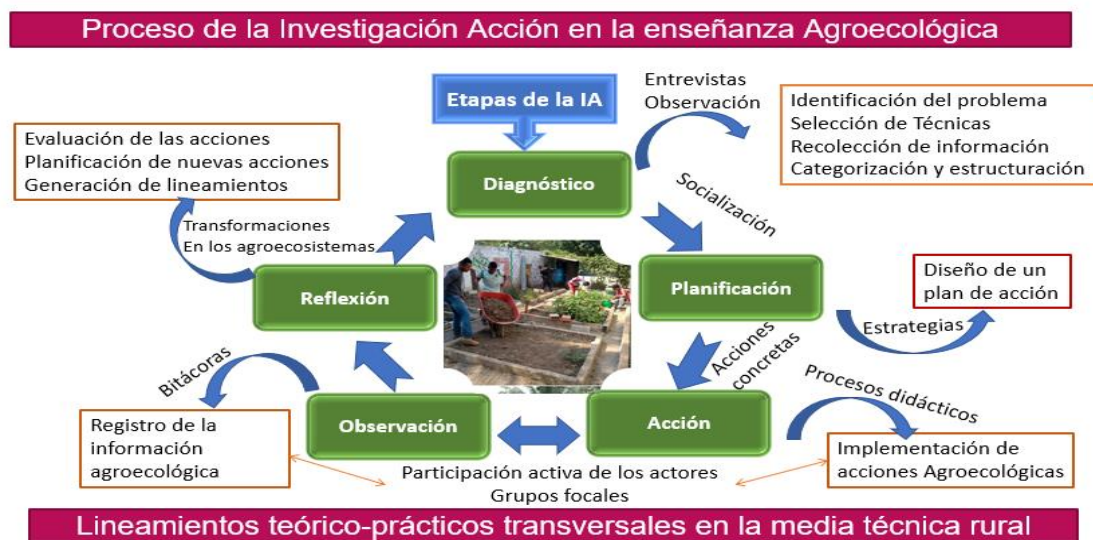 Proceso de la Investigación Acción en la enseñanza Agroecológica
Etapas de la IA
Entrevistas
Observación
Identificación del problema
Selección de Técnicas
Recolección de información
Categorización y estructuración
Evaluación de las acciones
Planificación de nuevas acciones
Generación de lineamientos
Diagnóstico
Socialización
Transformaciones
En los agroecosistemas
Reflexión
Planificación
Diseño de un
plan de acción
Estrategias
Acciones
concretas
Procesos didácticos
Bitácoras
Observación
Acción
Registro de la
información
agroecológica
Implementación de
acciones Agroecológicas
Participación activa de los actores
Grupos focales
Lineamientos teórico-prácticos transversales en la media técnica rural